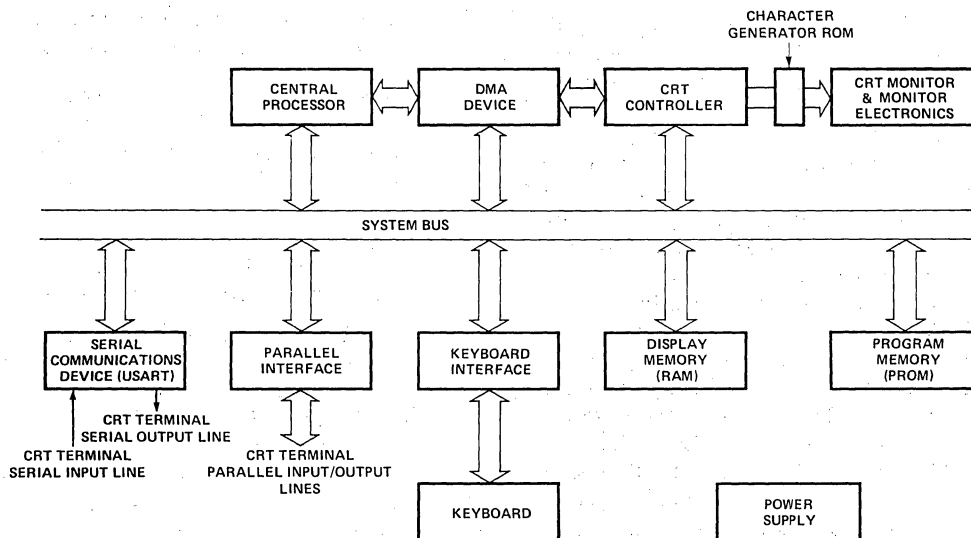 CHARACTER
GENERATOR ROM
CENTRAL
PROCESSOR
DMA
DEVICE
CRT
CONTROLLER
CRT MONITOR
& MONITOR
ELECTRONICS
SYSTEM BUS
SERIAL
COMMUNICATIONS
DEVICE (USART)
PARALLEL
INTERFACE
KEYBOARD
INTERFACE
DISPLAY
MEMORY
(RAM)
PROGRAM
MEMORY
(PROM)
CRT TERMINAL
SERIAL OUTPUT LINE
CRT TERMINAL
SERIAL INPUT LINE
CRT TERMINAL
PARALLEL INPUT/OUTPUT
LINES
KEYBOARD
POWER
SUPPLY